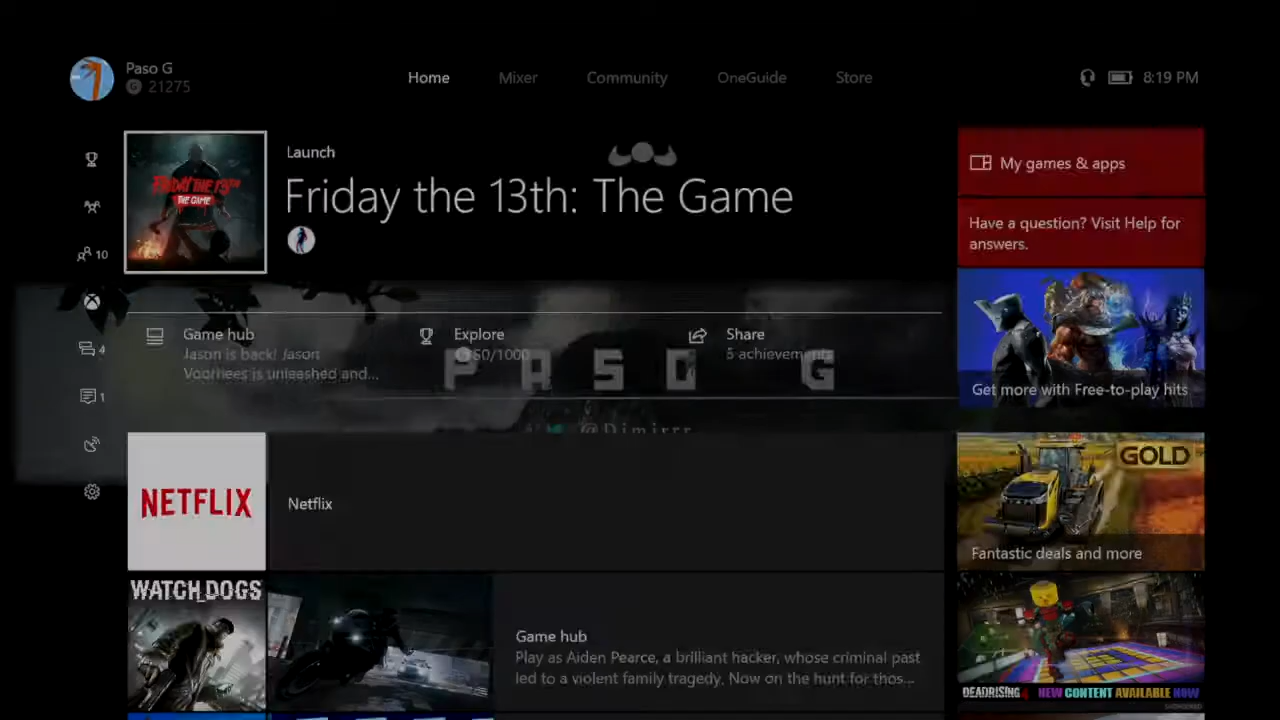 Paso G
21275
Home
Mixer
Community
OneGuide
Store
8:19 PM
FRIDAY THE 13TH
THE GAME
Launch
Friday the 13th: The Game
My games & apps
Have a question? Visit Help for
answers.
10
Game hub
Jason is back! Jason
Voorhees is unleashed and...
Explore
50/1000
Share
5 achievements
PASO G
@Dimirrr
Get more with Free-to-play hits
4
1
NETFLIX
Netflix
GOLD
Fantastic deals and more
WATCH_DOGS
Game hub
Play as Aiden Pearce, a brilliant hacker, whose criminal past
led to a violent family tragedy. Now on the hunt for thos...
DEADRISING 4
NEW CONTENT AVAILABLE NOW